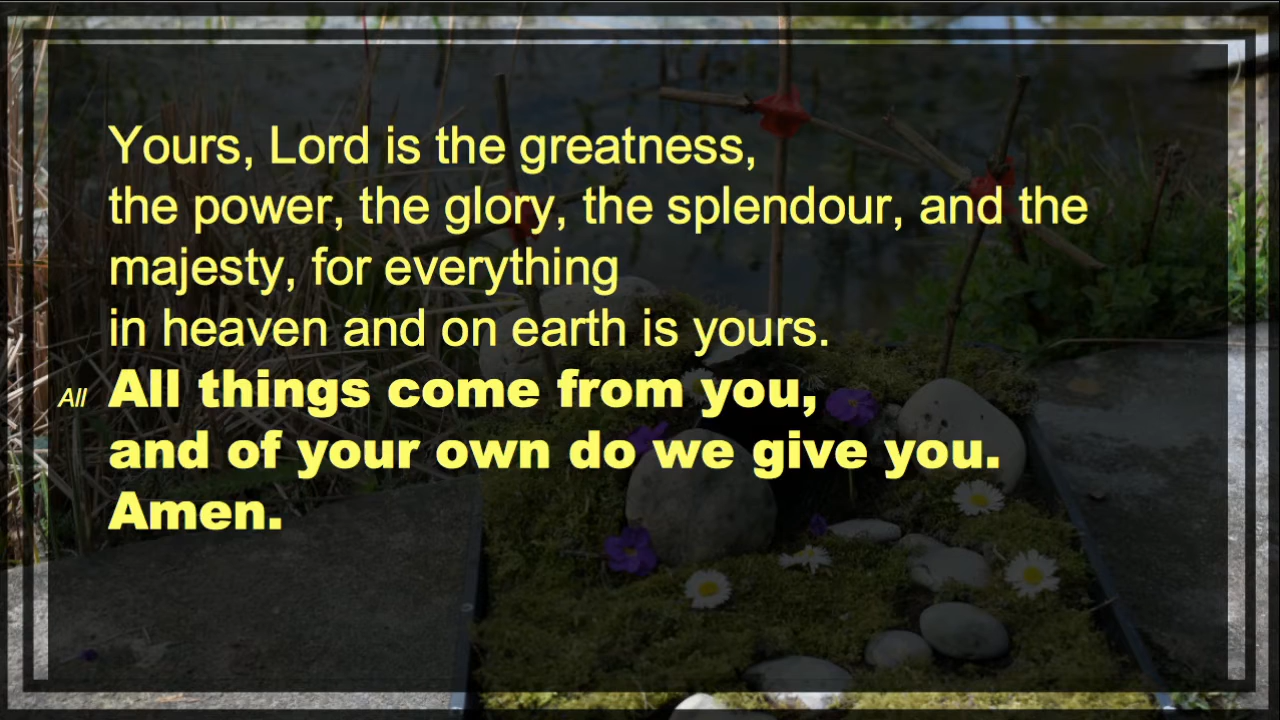 Yours, Lord is the greatness,
the power, the glory, the splendour, and the
majesty, for everything
in heaven and on earth is yours.
All All things come from you,
and of your own do we give you.
Amen.